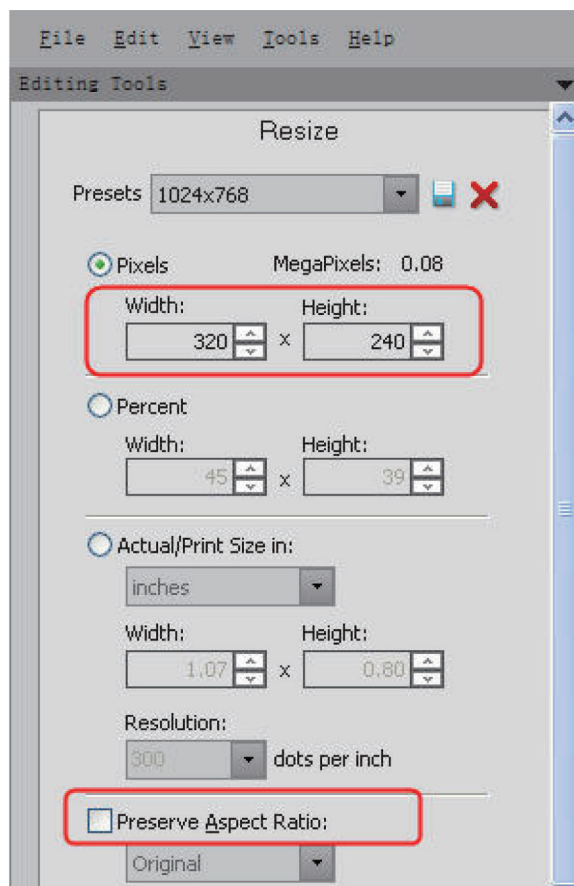 File Edit View Tools Help
Editing Tools
Resize
Presets 1024x768
Pixels MegaPixels: 0.08
Width: Height:
320 x 240
Percent
Width: Height:
45 x 39
Actual/Print Size in:
inches
Width: Height:
1.07 x 0.80
Resolution:
300 dots per inch
Preserve Aspect Ratio:
Original